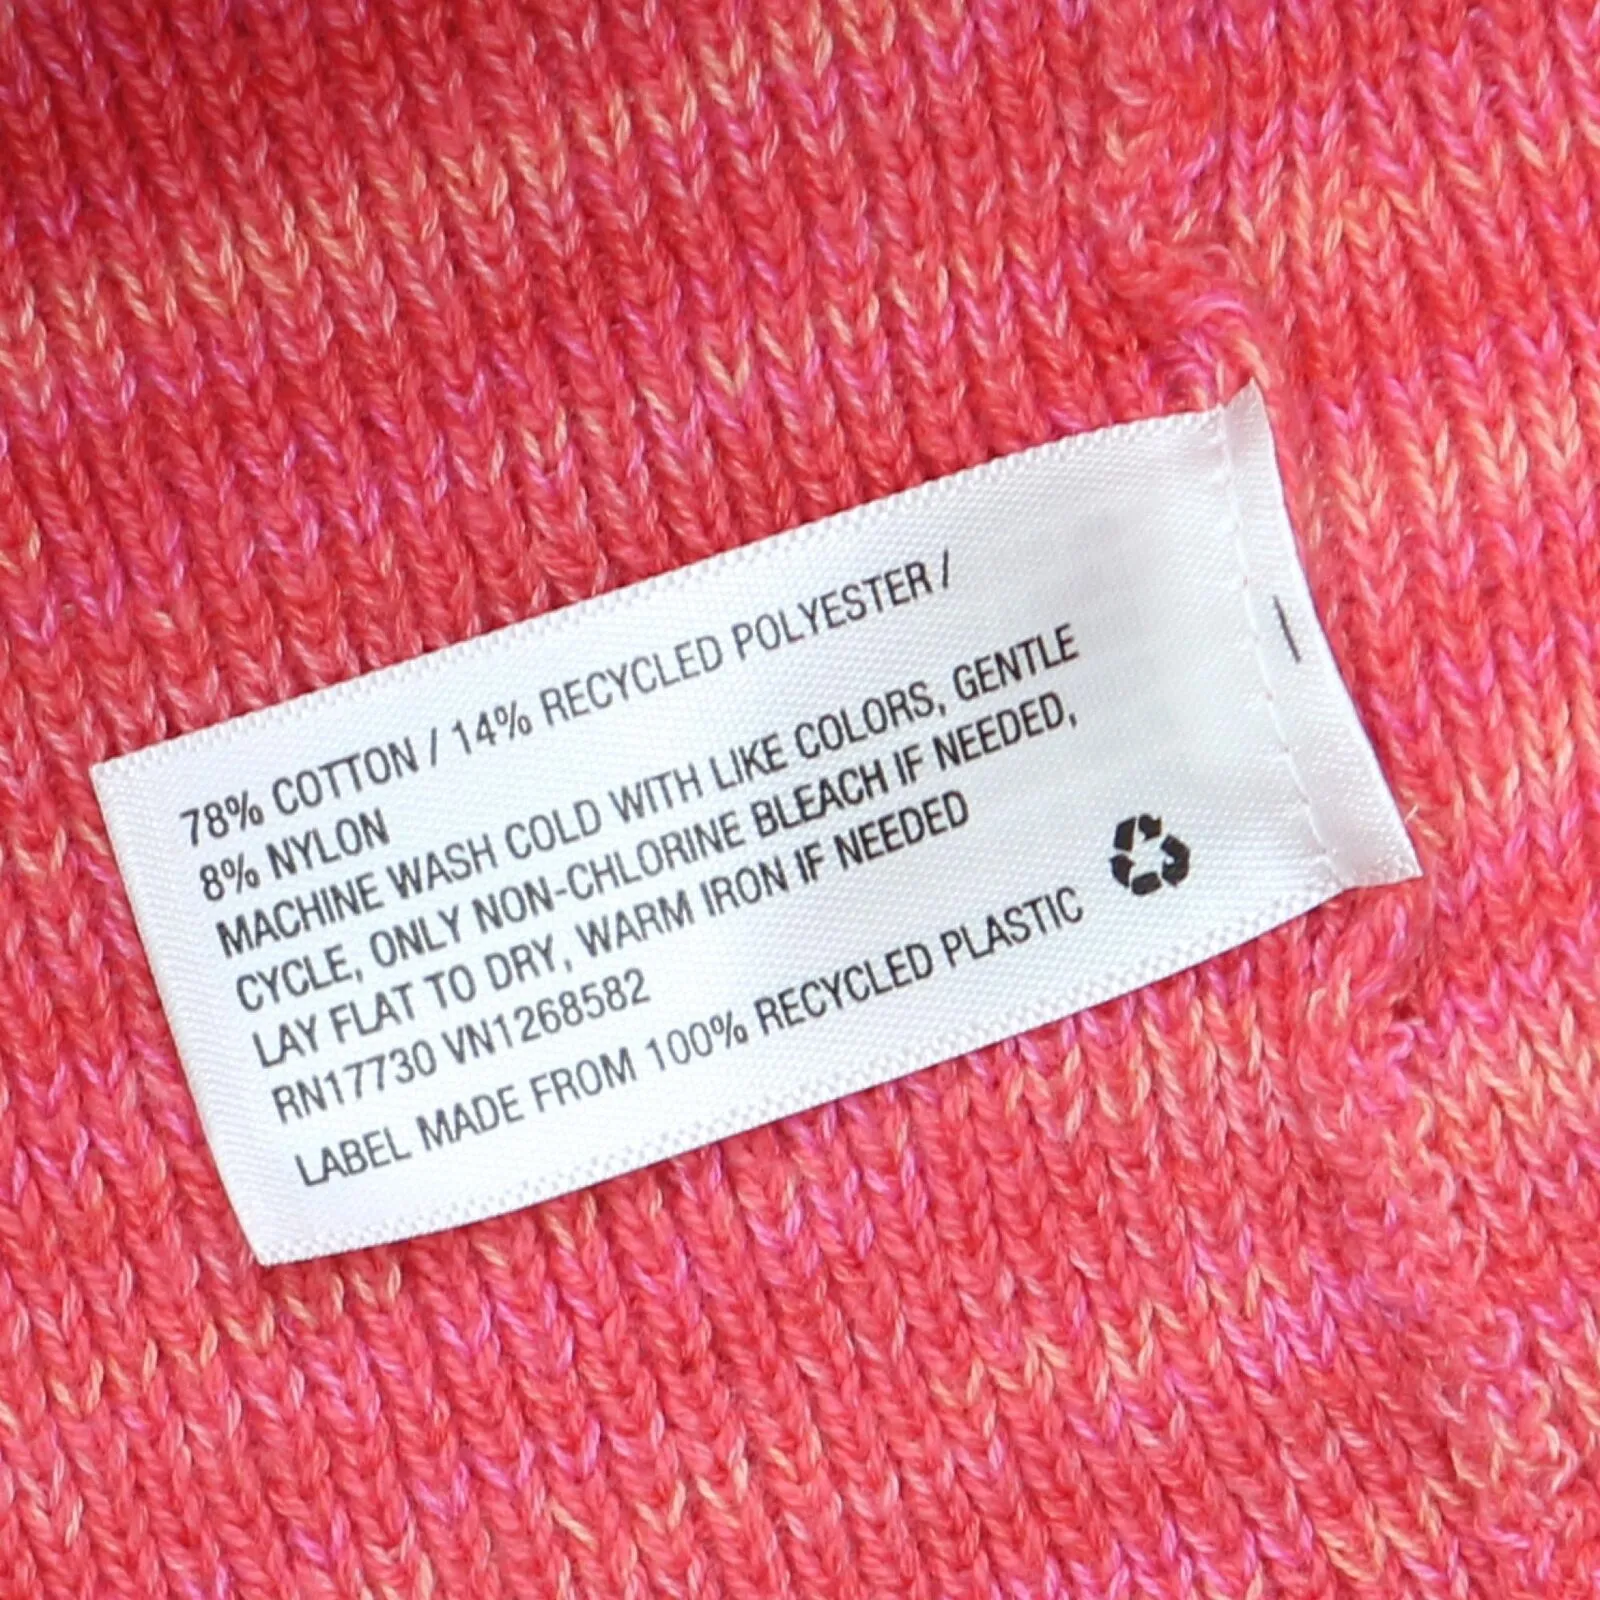 78% COTTON / 14% RECYCLED POLYESTER /
8% NYLON
MACHINE WASH COLD WITH LIKE COLORS, GENTLE
CYCLE, ONLY NON-CHLORINE BLEACH IF NEEDED,
LAY FLAT TO DRY, WARM IRON IF NEEDED
RN17730 VN1268582
LABEL MADE FROM 100% RECYCLED PLASTIC